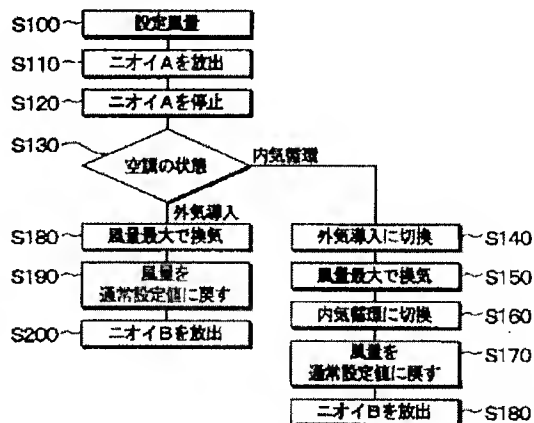 S100 設定風量
S110 ニオイAを放出
S120 ニオイAを停止
S130 空調の状態
内気循環
外気導入
S180 風量最大で換気
S190 風量を
通常設定値に戻す
S200 ニオイBを放出
外気導入に切換 S140
風量最大で換気 S150
内気循環に切換 S160
風量を S170
通常設定値に戻す
ニオイBを放出 S180